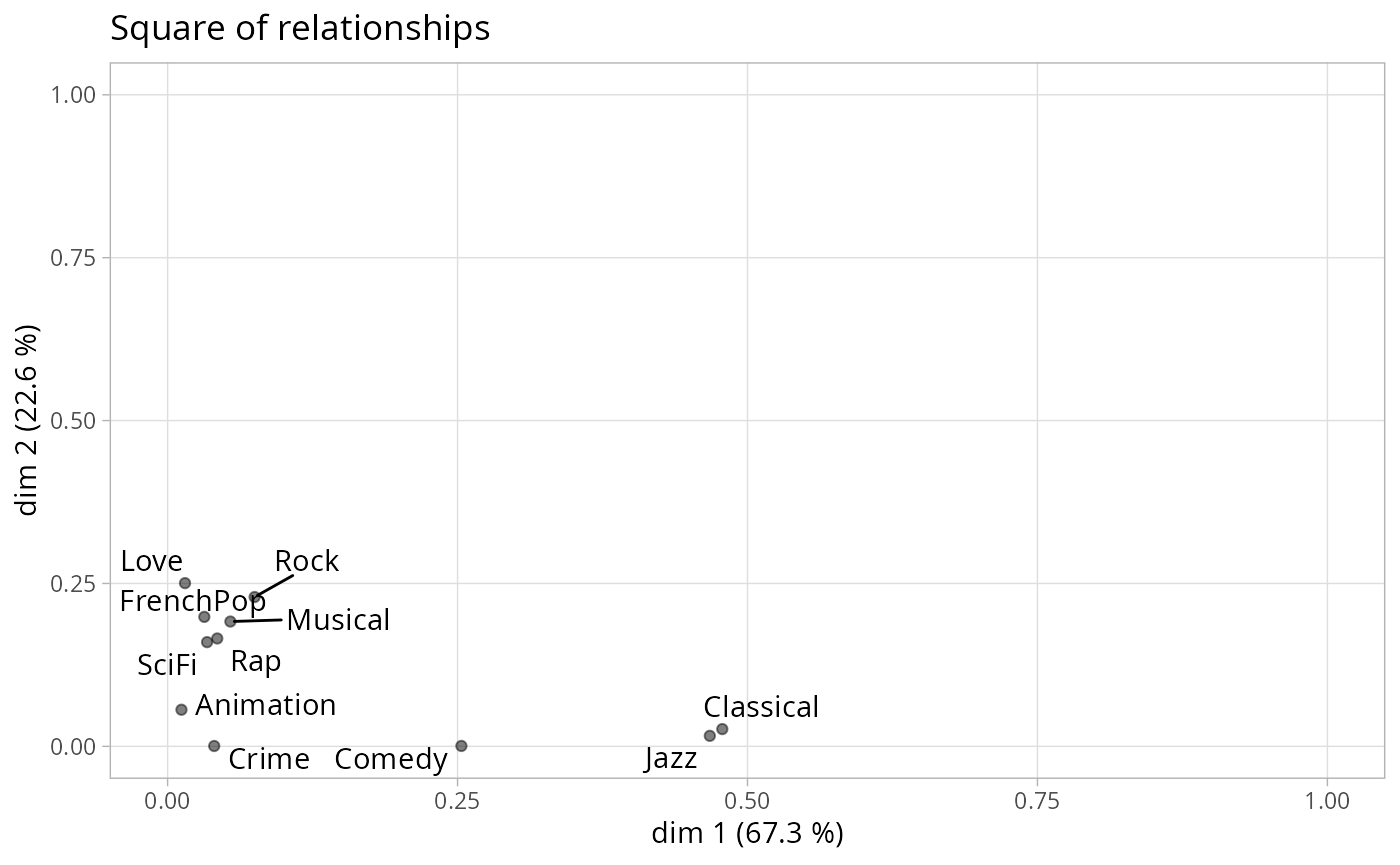 Square of relationships
1.00
0.75
0.50
0.25
0.00
dim 2 (22.6 %)
Love
Rock
FrenchPop
Musical
SciFi
Rap
Animation
Classical
Crime
Comedy
Jazz
0.00
0.25
0.50
0.75
1.00
dim 1 (67.3 %)